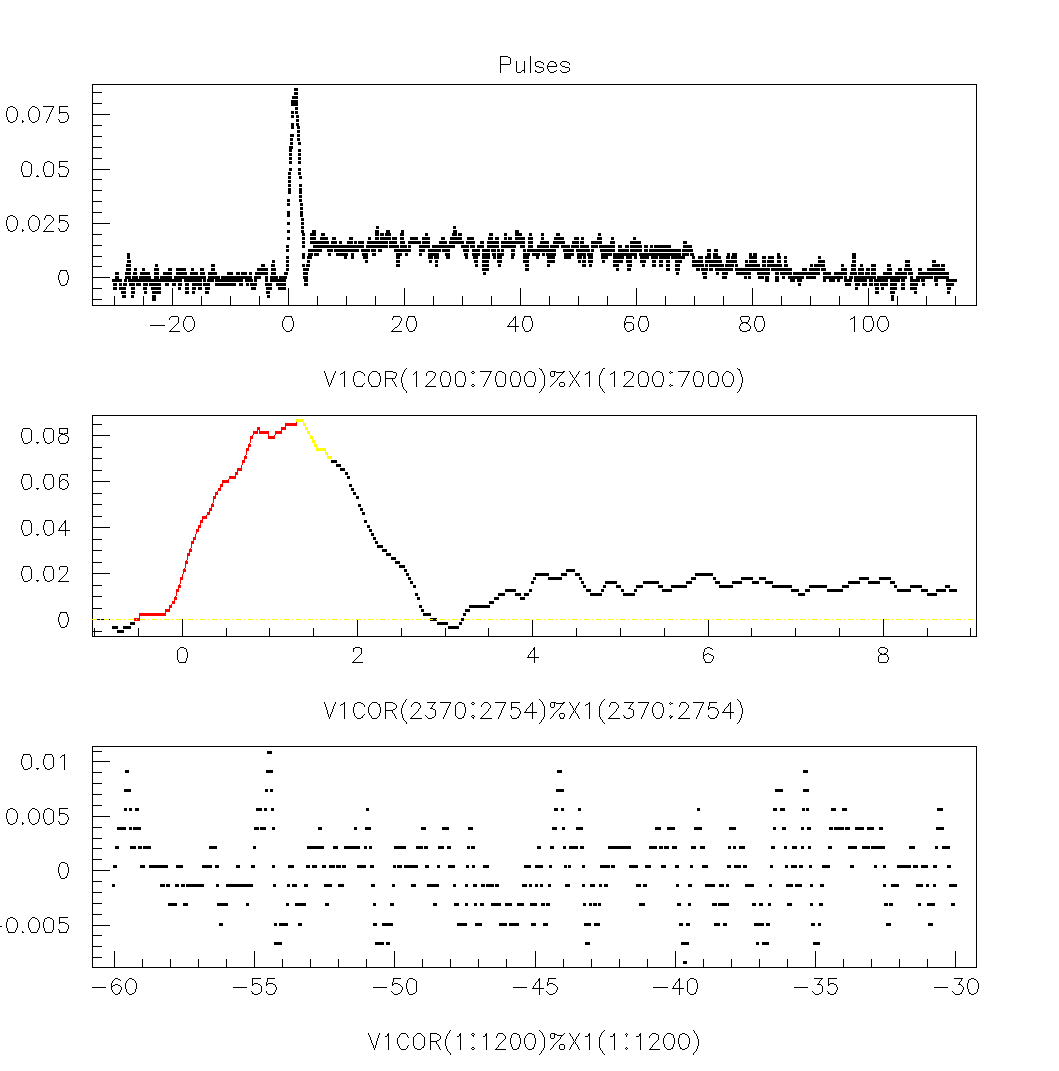 Pulses
0.075
0.05
0.025
0
−20 0 20 40 60 80 100
V1COR(1200:7000)%X1(1200:7000)
0.08
0.06
0.04
0.02
0
0 2 4 6 8
V1COR(2370:2754)%X1(2370:2754)
0.01
0.005
0
-0.005
−60 −55 −50 −45 −40 −35 −30
V1COR(1:1200)%X1(1:1200)